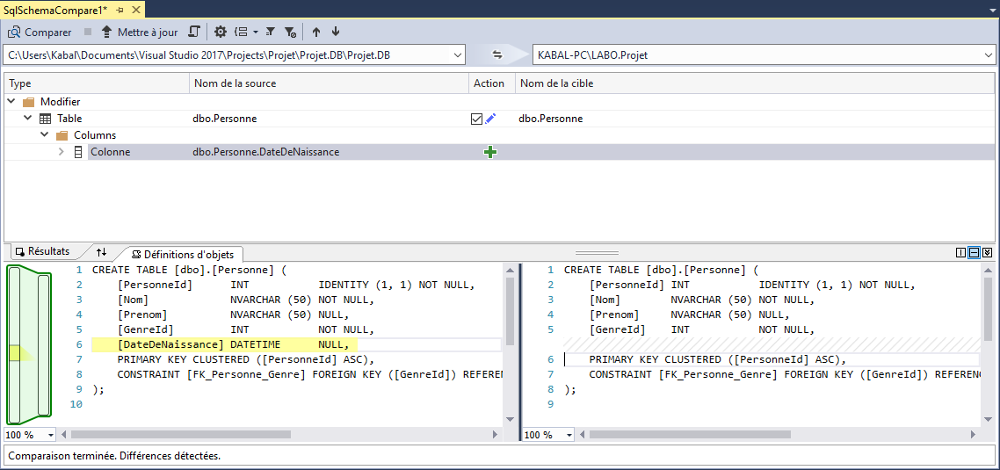 SqlSchemaCompare1*
Comparer Mettre à jour
C:\Users\Kabal\Documents\Visual Studio 2017\Projects\Projet\Projet.DB\Projet.DB KABAL-PC\LABO.Projet
Type Nom de la source Action Nom de la cible
Modifier
Table dbo.Personne dbo.Personne
Columns
Colonne dbo.Personne.DateDeNaissance
Résultats Définitions d'objets
1 CREATE TABLE [dbo].[Personne] (
2 [PersonneId] INT IDENTITY (1, 1) NOT NULL,
3 [Nom] NVARCHAR (50) NOT NULL,
4 [Prenom] NVARCHAR (50) NULL,
5 [GenreId] INT NOT NULL,
6 [DateDeNaissance] DATETIME NULL,
7 PRIMARY KEY CLUSTERED ([PersonneId] ASC),
8 CONSTRAINT [FK_Personne_Genre] FOREIGN KEY ([GenreId]) REFEREN
9 );
10
100 %
1 CREATE TABLE [dbo].[Personne] (
2 [PersonneId] INT IDENTITY (1, 1) NOT NULL,
3 [Nom] NVARCHAR (50) NOT NULL,
4 [Prenom] NVARCHAR (50) NULL,
5 [GenreId] INT NOT NULL,
6 PRIMARY KEY CLUSTERED ([PersonneId] ASC),
7 CONSTRAINT [FK_Personne_Genre] FOREIGN KEY ([GenreId]) REFERENC
8 );
9
100 %
Comparaison terminée. Différences détectées.